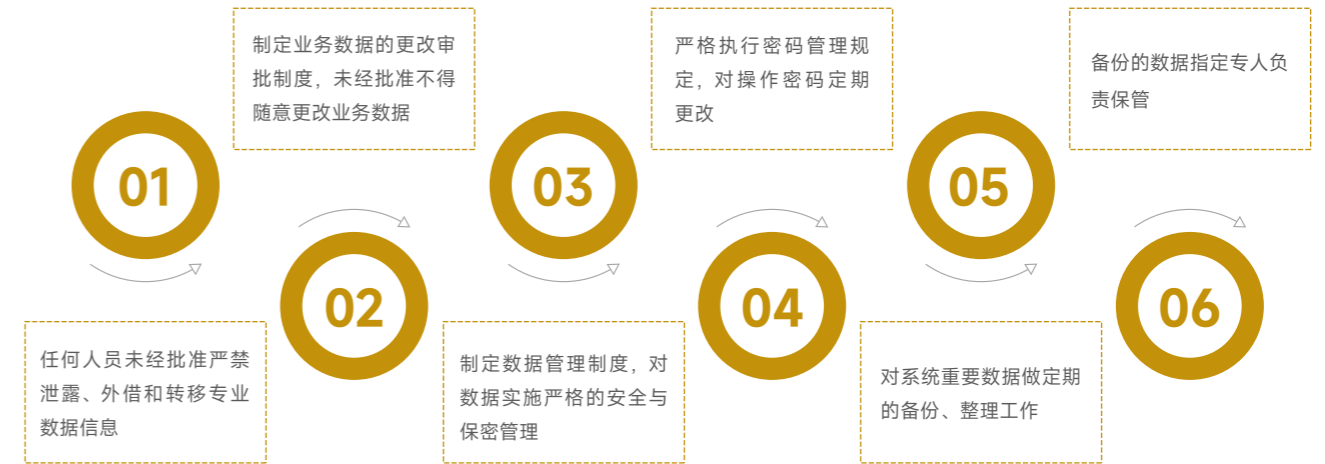 01
任何人员未经批准严禁
泄露、外借和转移专业
数据信息
02
制定业务数据的更改审
批制度，未经批准不得
随意更改业务数据
03
制定数据管理制度，对
数据实施严格的安全与
保密管理
04
严格执行密码管理规
定，对操作密码定期
更改
05
对系统重要数据做定期
的备份、整理工作
06
备份的数据指定专人负
责保管